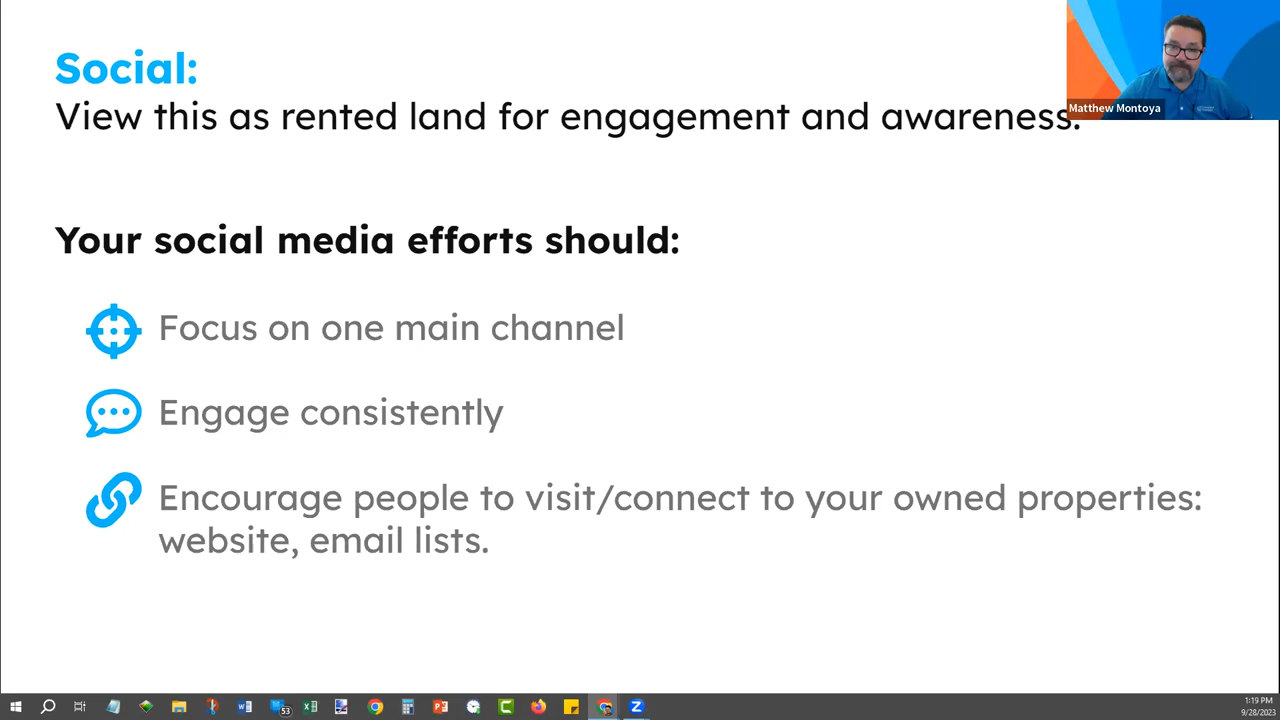 Social:
View this as rented land for engagement and awareness.
Matthew Montoya
Your social media efforts should:
Focus on one main channel
Engage consistently
Encourage people to visit/connect to your owned properties:
website, email lists.
53
1:19 PM
9/28/2023